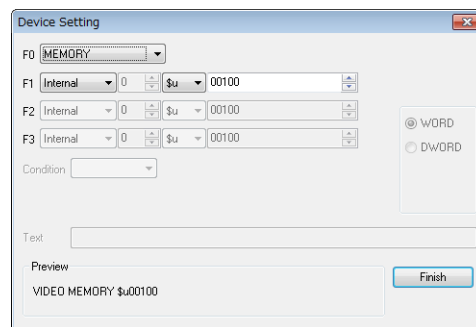 Device Setting
F0 MEMORY
F1 Internal 0 $u 00100
F2 Internal 0 $u 00100
F3 Internal 0 $u 00100
WORD
DWORD
Condition
Text
Preview
VIDEO MEMORY $u00100
Finish